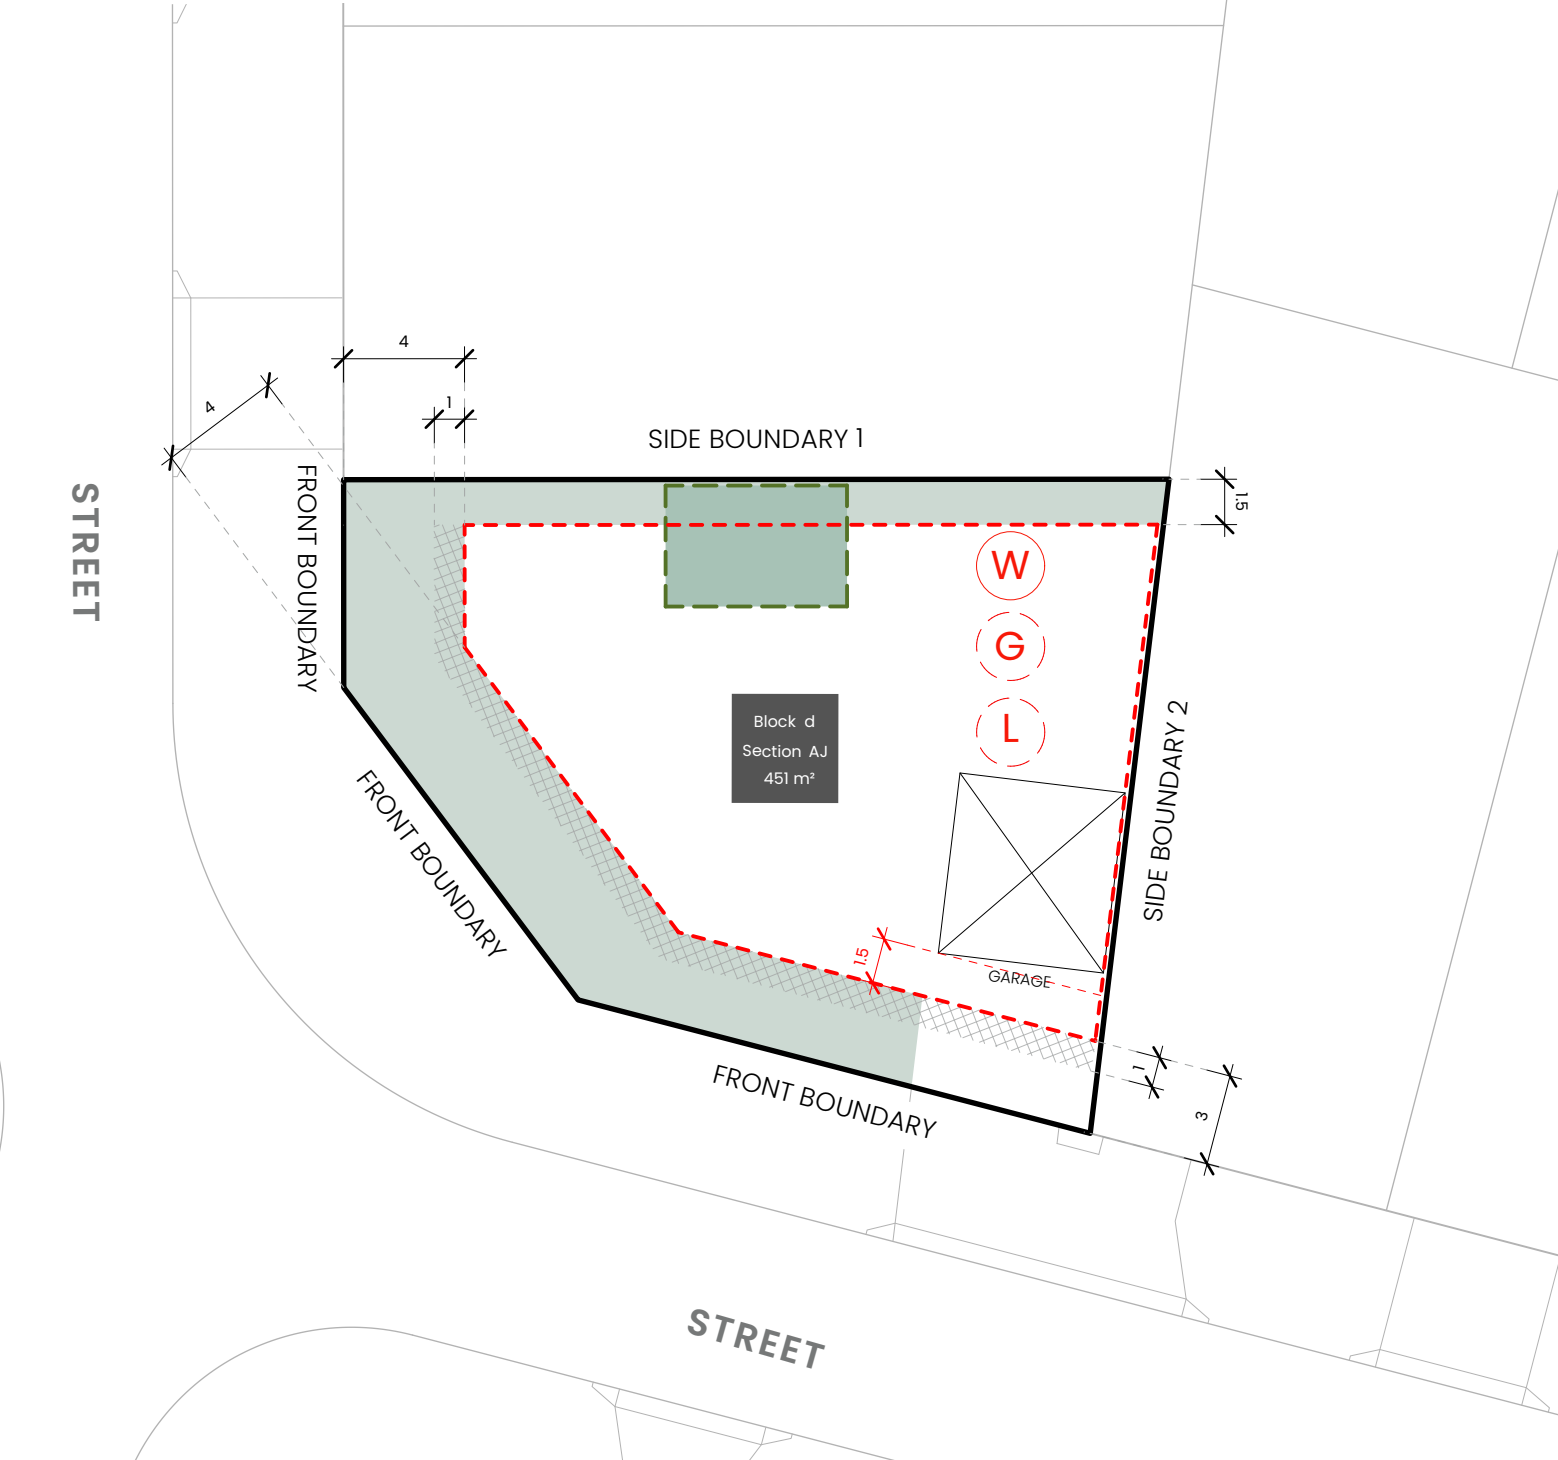 4
4
1
SIDE BOUNDARY 1
1.5
STREET
FRONT BOUNDARY
W
G
L
Block d
Section AJ
451 m²
SIDE BOUNDARY 2
FRONT BOUNDARY
1.5
GARAGE
1
3
FRONT BOUNDARY
STREET